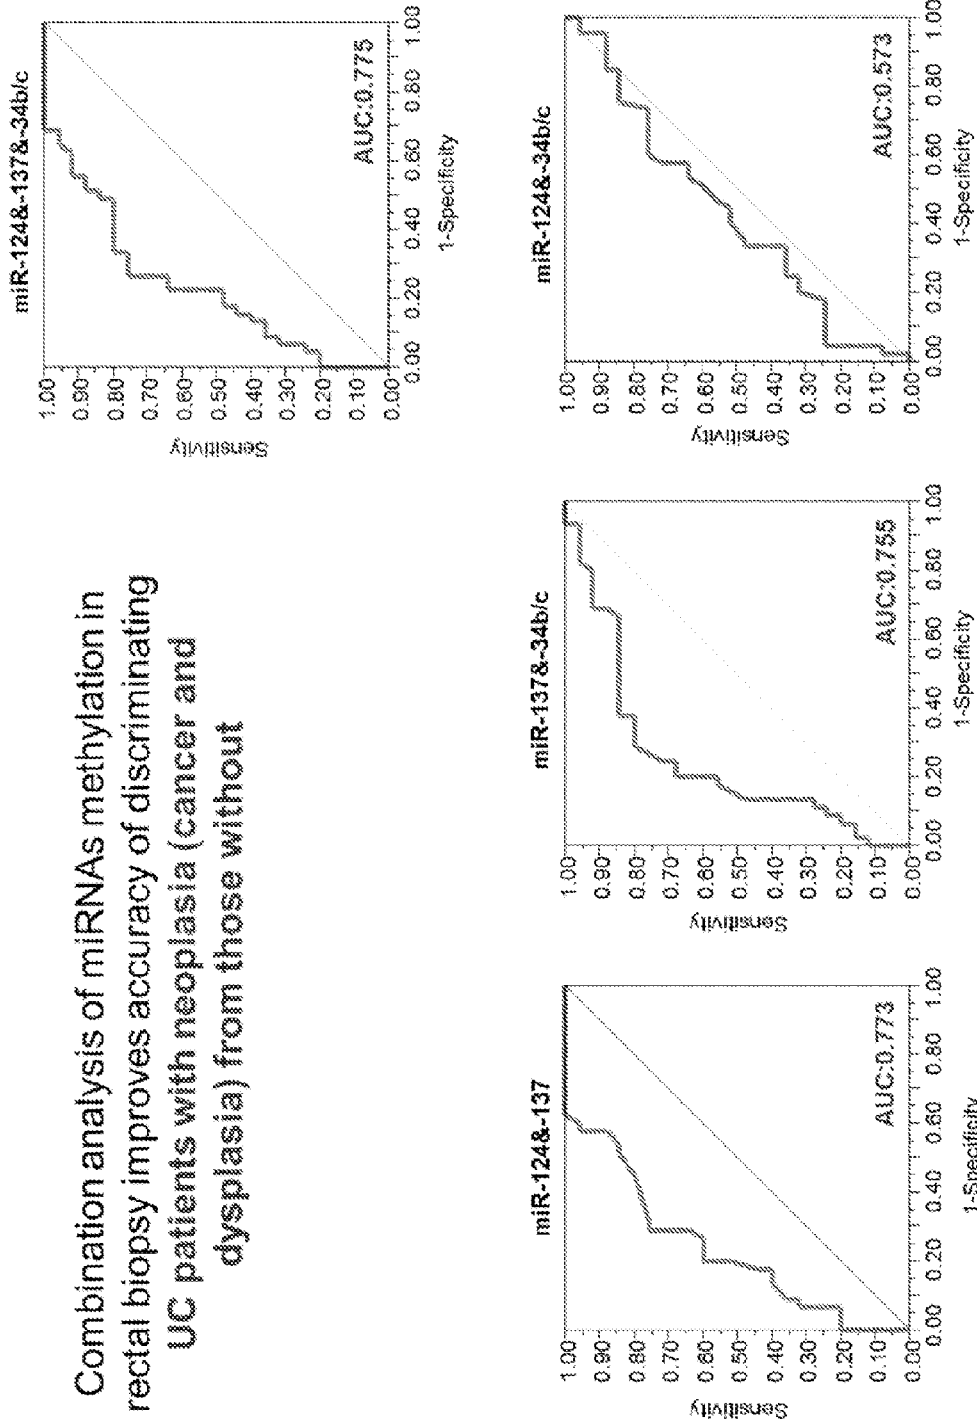 Combination analysis of miRNAs methylation in
rectal biopsy improves accuracy of discriminating
UC patients with neoplasia (cancer and
dysplasia) from those without
miR-124&-137&-34b/c
Sensitivity
1.00
0.90
0.80
0.70
0.60
0.50
0.40
0.30
0.20
0.10
0.00
AUC:0.775
0.00 0.20 0.40 0.60 0.80 1.00
1-Specificity
miR-124&-137
Sensitivity
1.00
0.90
0.80
0.70
0.60
0.50
0.40
0.30
0.20
0.10
0.00
AUC:0.773
0.00 0.20 0.40 0.60 0.80 1.00
1-Specificity
miR-137&-34b/c
Sensitivity
1.00
0.90
0.80
0.70
0.60
0.50
0.40
0.30
0.20
0.10
0.00
AUC:0.755
0.00 0.20 0.40 0.60 0.80 1.00
1-Specificity
miR-124&-34b/c
Sensitivity
1.00
0.90
0.80
0.70
0.60
0.50
0.40
0.30
0.20
0.10
0.00
AUC:0.573
0.00 0.20 0.40 0.60 0.80 1.00
1-Specificity